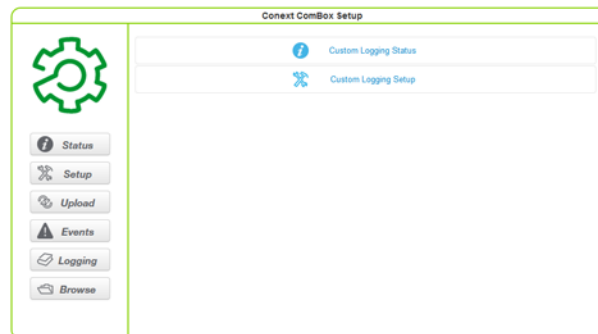 Conext ComBox Setup
Custom Logging Status
Custom Logging Setup
Status
Setup
Upload
Events
Logging
Browse